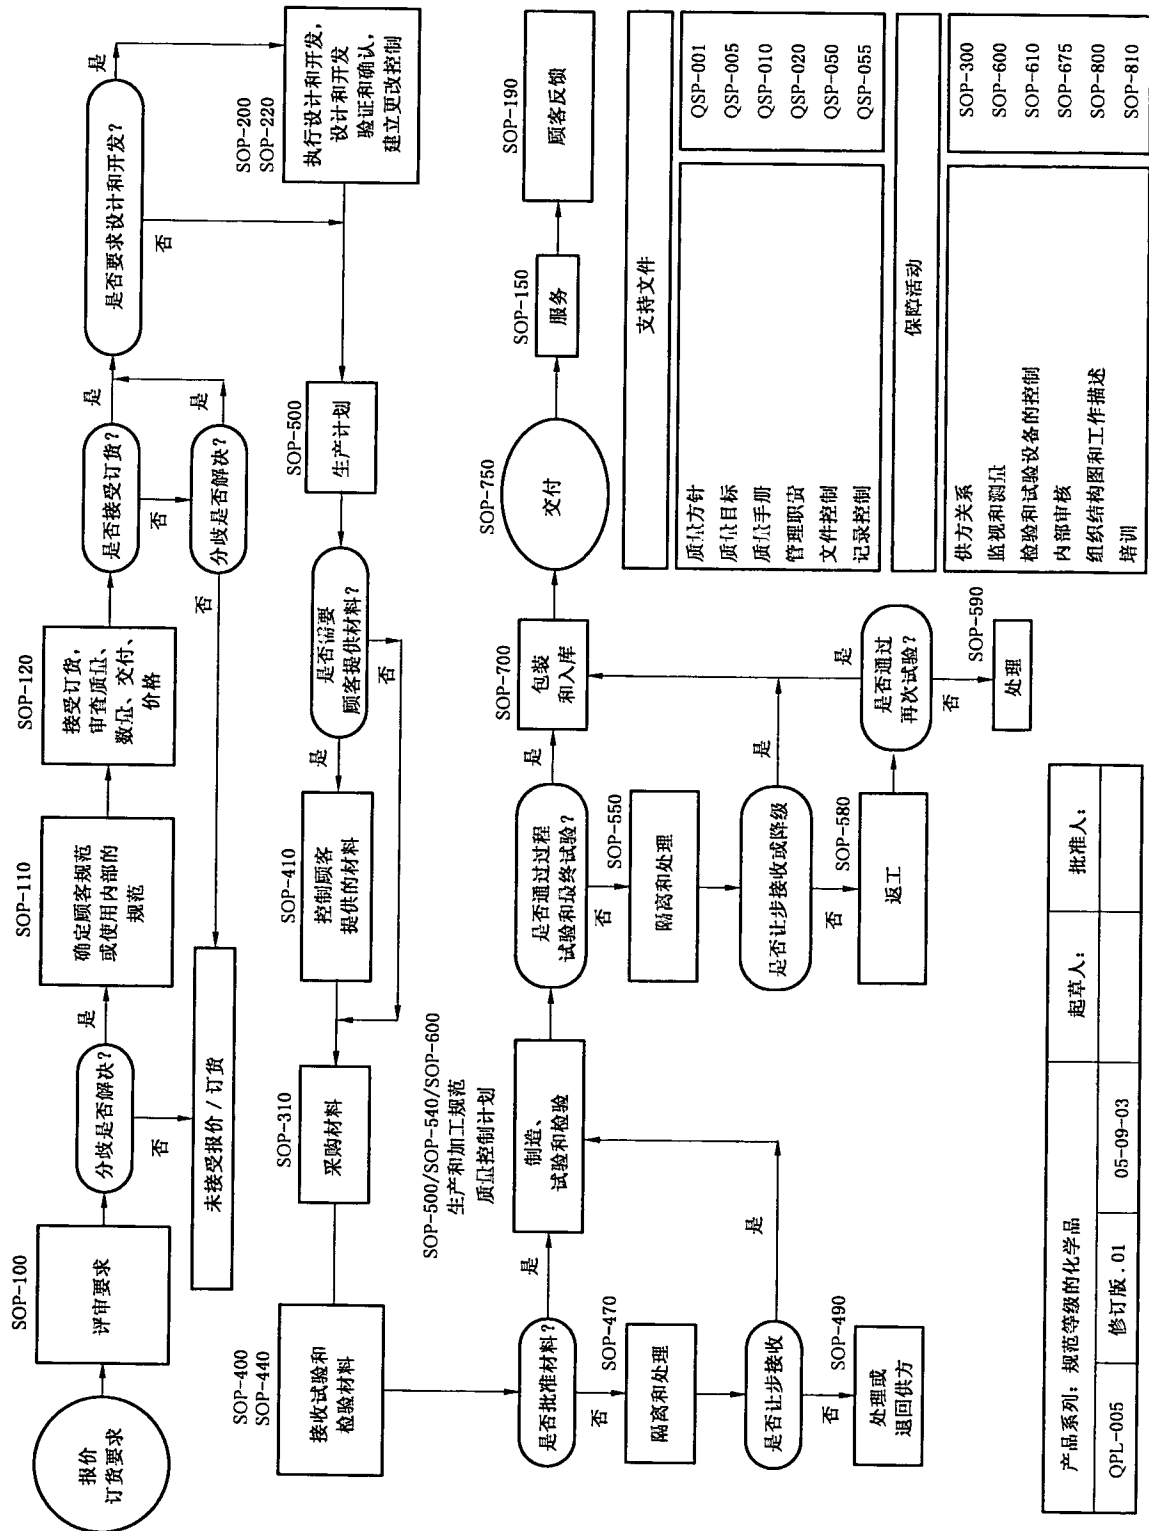 报价
订货要求
SOP-100
评审要求
分歧是否解决?
是
否
未接受报价/订货
SOP-110
确定顾客规范
或使用内部的
规范
SOP-120
接受订货,
审查质量、
数量、交付、
价格
是否接受订货?
是
否
分歧是否解决?
是
否
是否要求设计和开发?
是
否
SOP-200
SOP-220
执行设计和开发,
设计和开发
验证和确认,
建立更改控制
SOP-500
生产计划
是否需要
顾客提供材料?
是
否
SOP-410
控制顾客
提供的材料
SOP-310
采购材料
SOP-400
SOP-440
接收试验和
检验材料
是否批准材料?
是
否
SOP-470
隔离和处理
是否让步接收
是
否
SOP-490
处理或
退回供方
SOP-500/SOP-540/SOP-600
生产和加工规范
质量控制计划
制造、
试验和检验
是否通过过程
试验和最终试验?
是
否
SOP-550
隔离和处理
是否让步接收或降级
是
否
SOP-580
返工
是否通过
再次试验?
是
否
SOP-590
处理
SOP-700
包装
和入库
SOP-750
交付
SOP-150
服务
SOP-190
顾客反馈
支持文件
质量方针 QSP-001
质量目标 QSP-005
质量手册 QSP-010
管理职责 QSP-020
文件控制 QSP-050
记录控制 QSP-055
保障活动
供方关系 SOP-300
监视和测量 SOP-600
检验和试验设备的控制 SOP-610
内部审核 SOP-675
组织结构图和工作描述 SOP-800
培训 SOP-810
产品系列: 规范等级的化学品 起草人: 批准人:
QPL-005 修订版.01 05-09-03